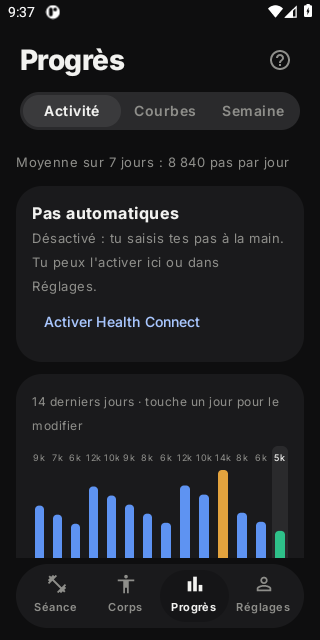 9:37
Progrès
Activité Courbes Semaine
Moyenne sur 7 jours : 8 840 pas par jour
Pas automatiques
Désactivé : tu saisis tes pas à la main.
Tu peux l'activer ici ou dans
Réglages.
Activer Health Connect
14 derniers jours · touche un jour pour le
modifier
9k 7k 6k 12k 10k 9k 8k 6k 12k 10k 14k 8k 6k 5k
Séance Corps Progrès Réglages